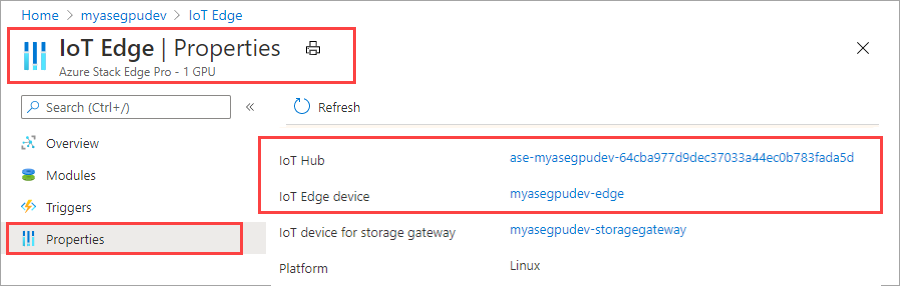 Home > myasegpudev > IoT Edge
IoT Edge | Properties
Azure Stack Edge Pro - 1 GPU
Search (Ctrl+/) «
Refresh
Overview
Modules
Triggers
Properties
IoT Hub ase-myasegpudev-64cba977d9dec37033a44ec0b783fada5d
IoT Edge device myasegpudev-edge
IoT device for storage gateway myasegpudev-storagegateway
Platform Linux